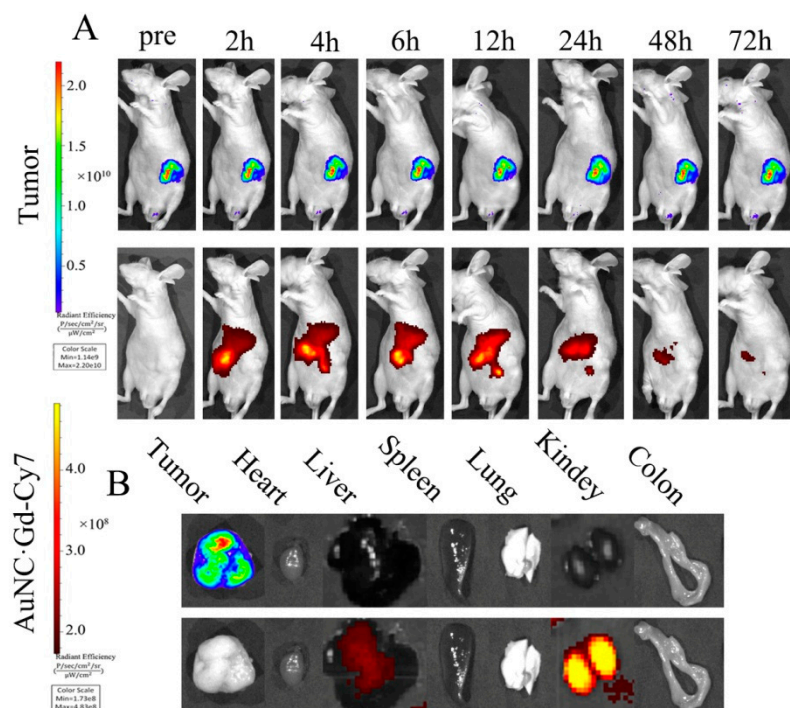 A
pre 2h 4h 6h 12h 24h 48h 72h
Tumor
2.0
1.5
×10¹⁰
1.0
0.5
Radiant Efficiency
(P/sec/cm²/sr / μW/cm²)
Color Scale
Min=1.14e9
Max=2.20e10
B
Tumor Heart Liver Spleen Lung Kindey Colon
AuNC·Gd-Cy7
4.0
×10⁸
3.0
2.0
Radiant Efficiency
(P/sec/cm²/sr / μW/cm²)
Color Scale
Min=1.73e8
Max=4.83e8